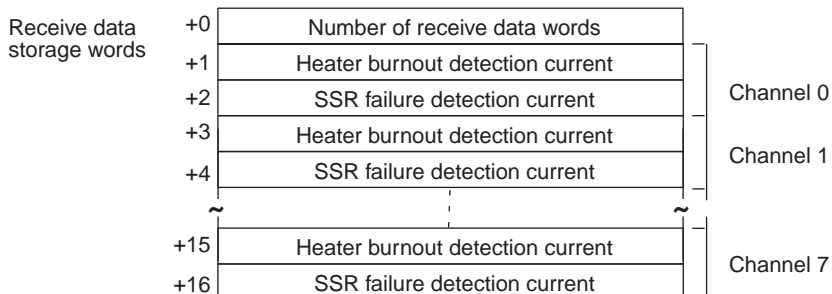 Receive data
storage words
+0 Number of receive data words
+1 Heater burnout detection current
+2 SSR failure detection current
Channel 0
+3 Heater burnout detection current
+4 SSR failure detection current
Channel 1
+15 Heater burnout detection current
+16 SSR failure detection current
Channel 7